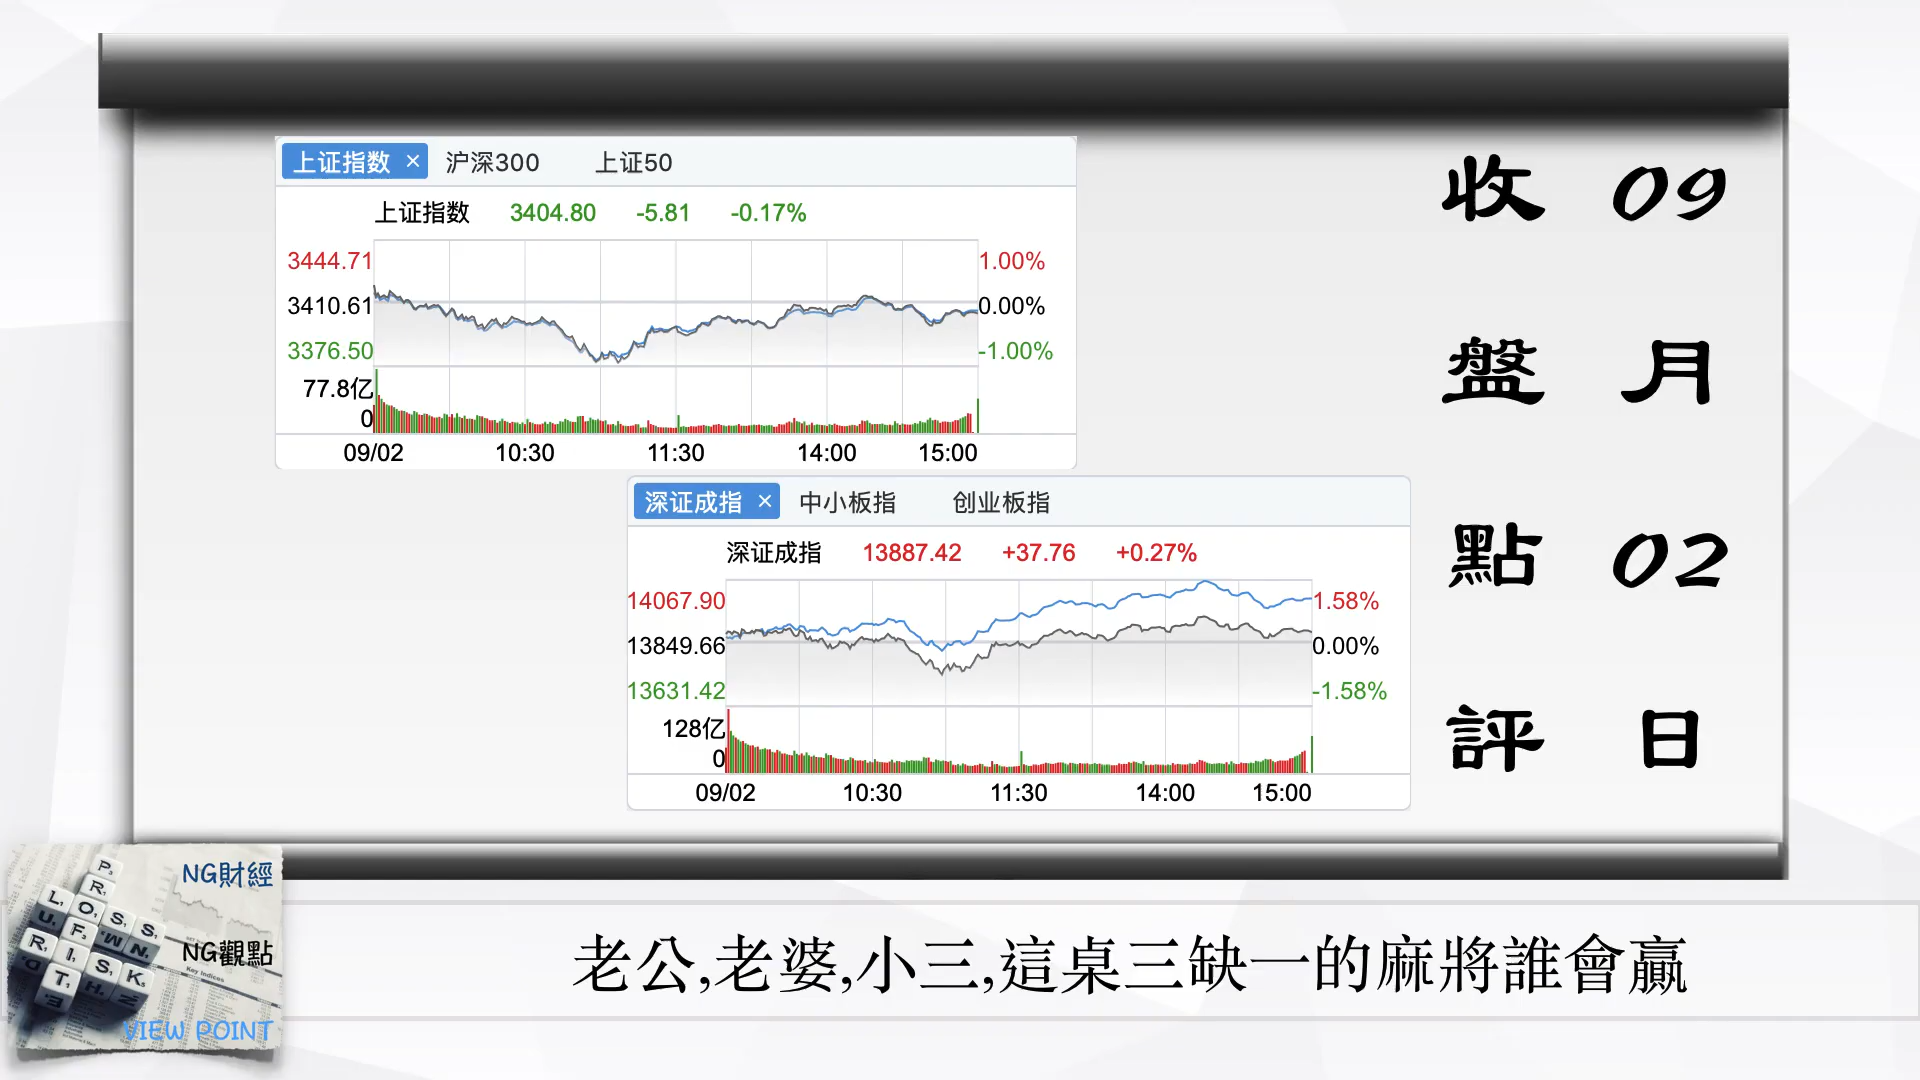 上证指数 × 沪深300 上证50
上证指数 3404.80 -5.81 -0.17%
3444.71 1.00%
3410.61 0.00%
3376.50 -1.00%
77.8亿
0
09/02 10:30 11:30 14:00 15:00
深证成指 × 中小板指 创业板指
深证成指 13887.42 +37.76 +0.27%
14067.90 1.58%
13849.66 0.00%
13631.42 -1.58%
128亿
0
09/02 10:30 11:30 14:00 15:00
09月02日
收盤點評
NG財經
NG觀點
VIEW POINT
老公,老婆,小三,這桌三缺一的麻將誰會贏